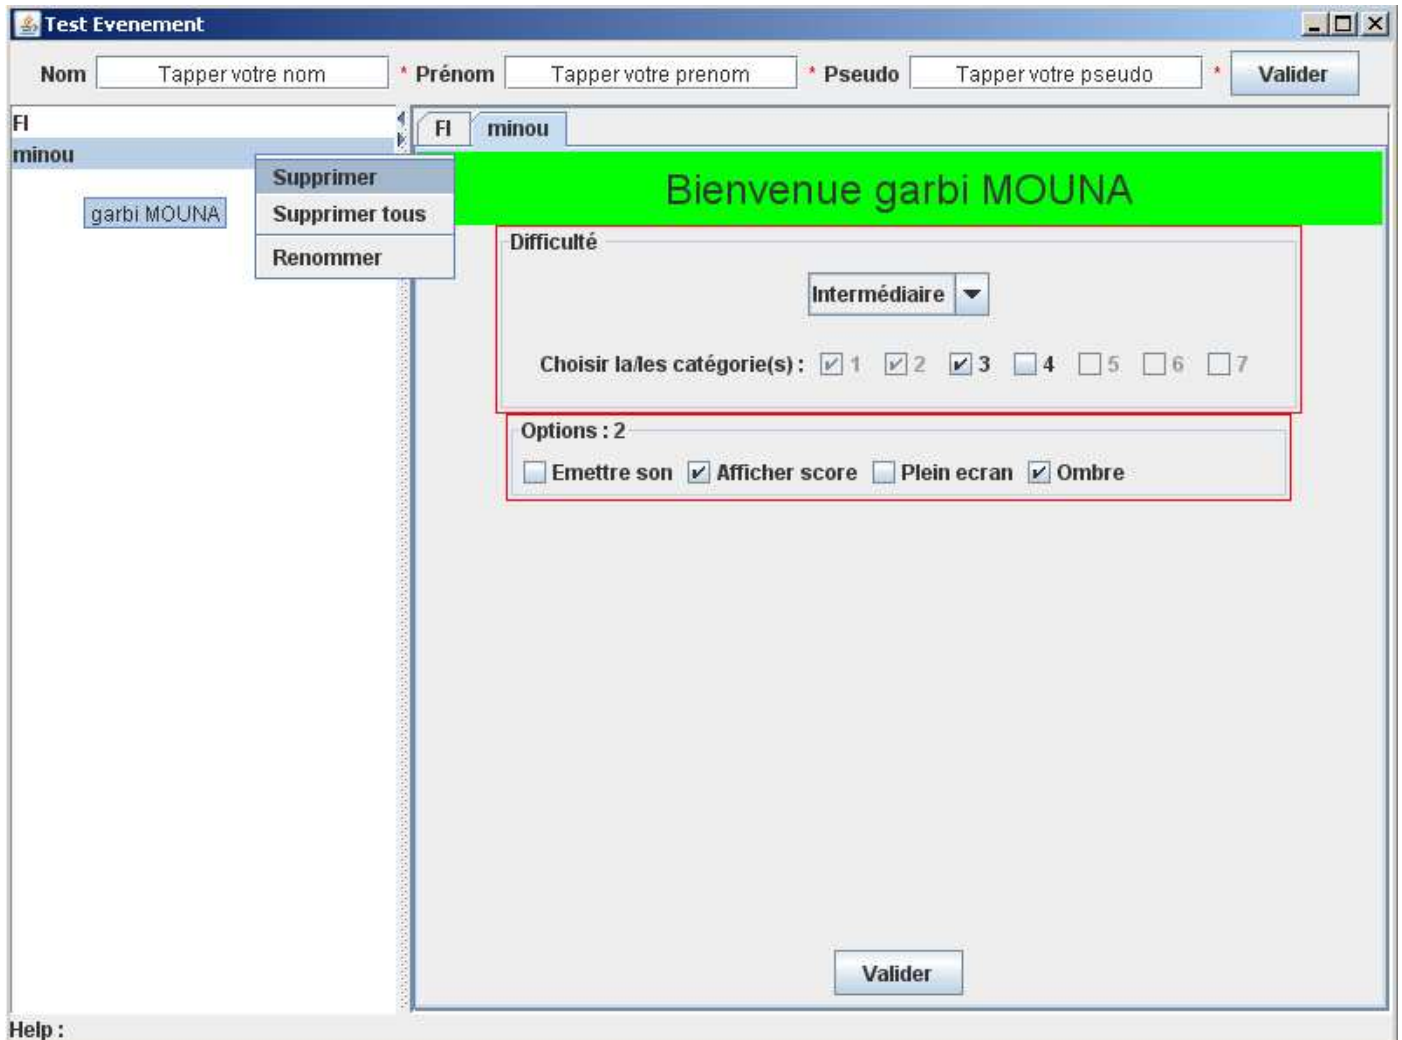 Test Evenement
Nom Tapper votre nom * Prénom Tapper votre prenom * Pseudo Tapper votre pseudo * Valider
FI
minou
garbi MOUNA
Supprimer
Supprimer tous
Renommer
FI minou
Bienvenue garbi MOUNA
Difficulté
Intermédiaire
Choisir la/les catégorie(s) : 1 2 3 4 5 6 7
Options : 2
Emettre son Afficher score Plein ecran Ombre
Valider
Help :